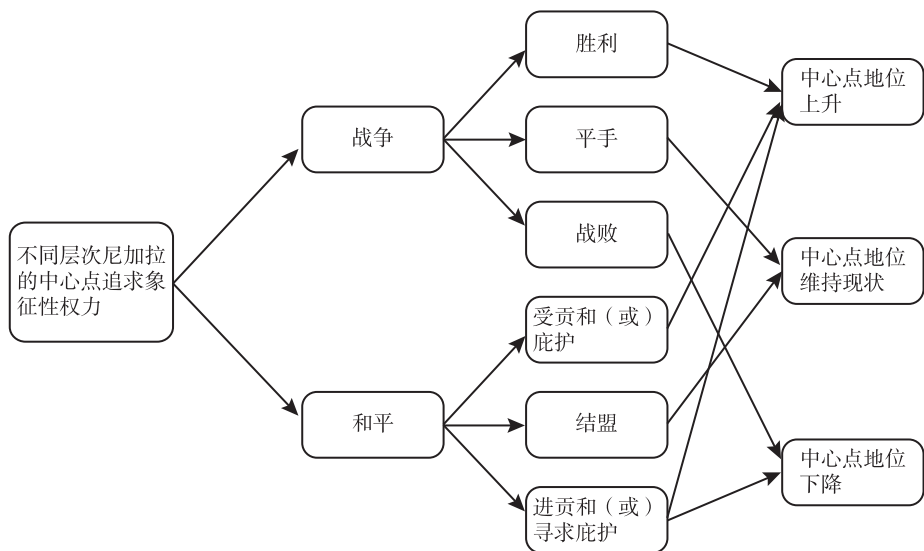 不同层次尼加拉
的中心点追求象
征性权力
战争
和平
胜利
平手
战败
受贡和（或）
庇护
结盟
进贡和（或）
寻求庇护
中心点地位
上升
中心点地位
维持现状
中心点地位
下降